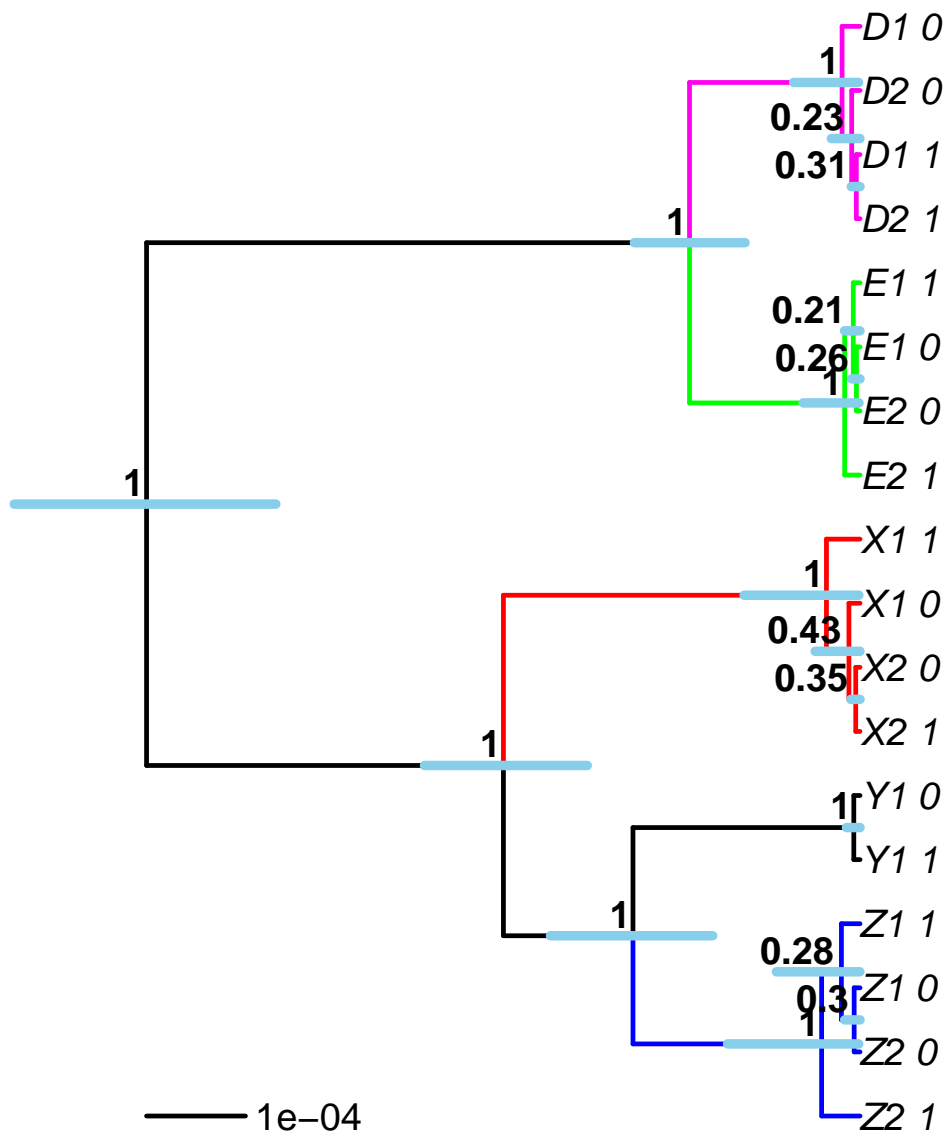 D1 0
1
D2 0
0.23
D1 1
0.31
D2 1
1
E1 1
0.21
E1 0
0.26
1
E2 0
E2 1
1
X1 1
1
X1 0
0.43
X2 0
0.35
X2 1
1
Y1 0
1
Y1 1
1
Z1 1
0.28
Z1 0
0.3
1
Z2 0
Z2 1
1e−04